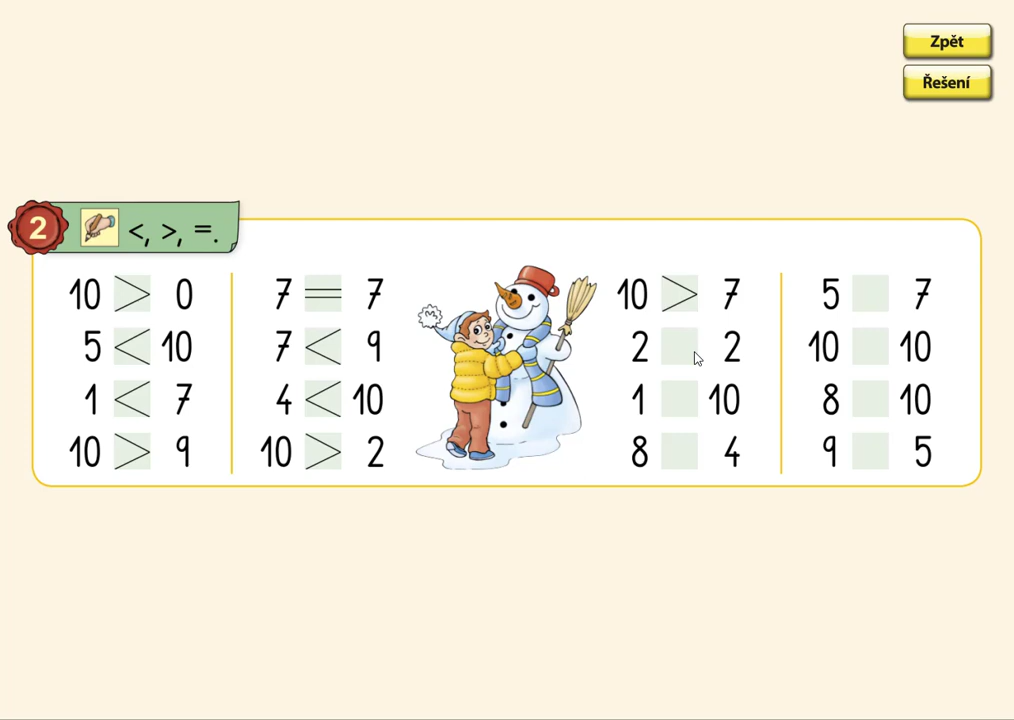 Zpět
Řešení
2 <, >, =.
10 > 0
5 < 10
1 < 7
10 > 9
7 = 7
7 < 9
4 < 10
10 > 2
10 > 7
2 2
1 10
8 4
5 7
10 10
8 10
9 5